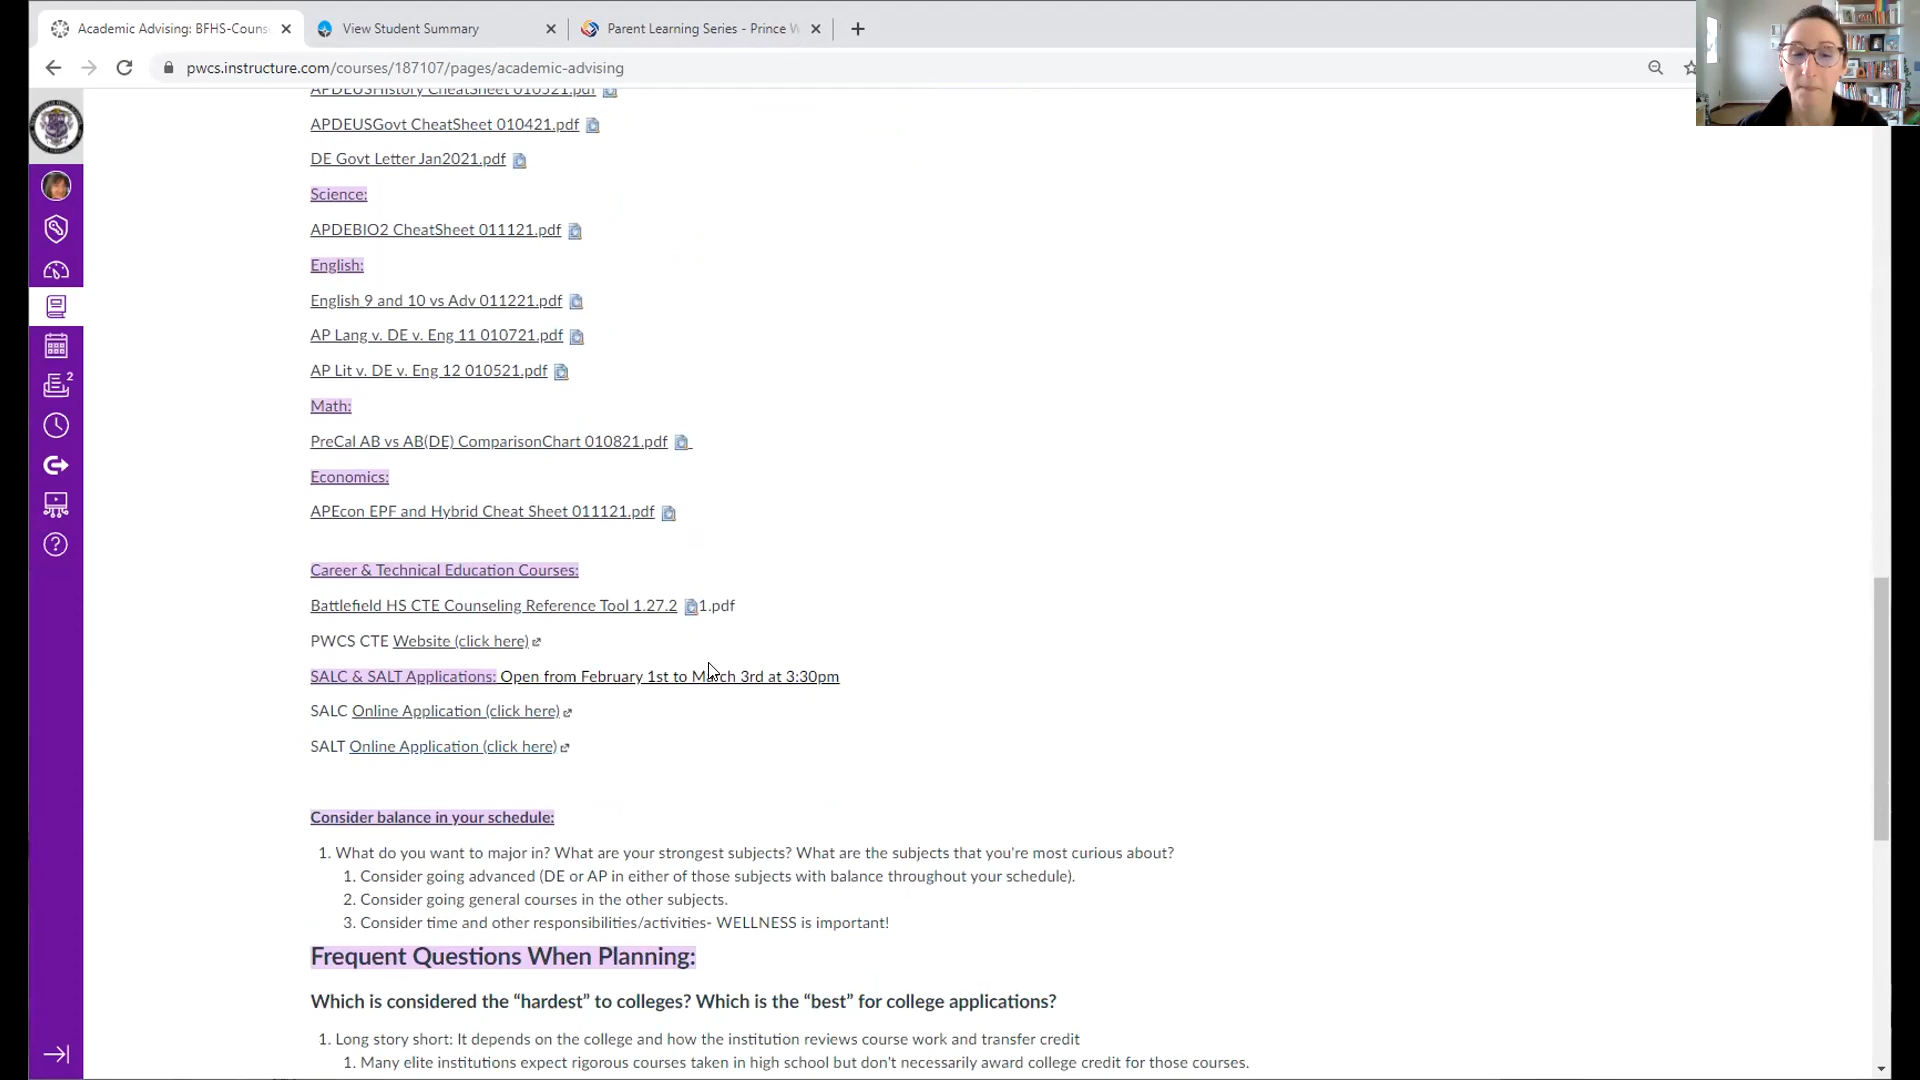 Academic Advising: BFHS-Couns
View Student Summary
Parent Learning Series - Prince W
pwcs.instructure.com/courses/187107/pages/academic-advising
APDEUSHistory CheatSheet 010521.pdf
APDEUSGovt CheatSheet 010421.pdf
DE Govt Letter Jan2021.pdf
Science:
APDEBIO2 CheatSheet 011121.pdf
English:
English 9 and 10 vs Adv 011221.pdf
AP Lang v. DE v. Eng 11 010721.pdf
AP Lit v. DE v. Eng 12 010521.pdf
2
Math:
PreCal AB vs AB(DE) ComparisonChart 010821.pdf
Economics:
APEcon EPF and Hybrid Cheat Sheet 011121.pdf
Career & Technical Education Courses:
Battlefield HS CTE Counseling Reference Tool 1.27.2 1.pdf
PWCS CTE Website (click here)
SALC & SALT Applications: Open from February 1st to March 3rd at 3:30pm
SALC Online Application (click here)
SALT Online Application (click here)
Consider balance in your schedule:
1. What do you want to major in? What are your strongest subjects? What are the subjects that you're most curious about?
1. Consider going advanced (DE or AP in either of those subjects with balance throughout your schedule).
2. Consider going general courses in the other subjects.
3. Consider time and other responsibilities/activities- WELLNESS is important!
Frequent Questions When Planning:
Which is considered the “hardest” to colleges? Which is the “best” for college applications?
1. Long story short: It depends on the college and how the institution reviews course work and transfer credit
1. Many elite institutions expect rigorous courses taken in high school but don't necessarily award college credit for those courses.